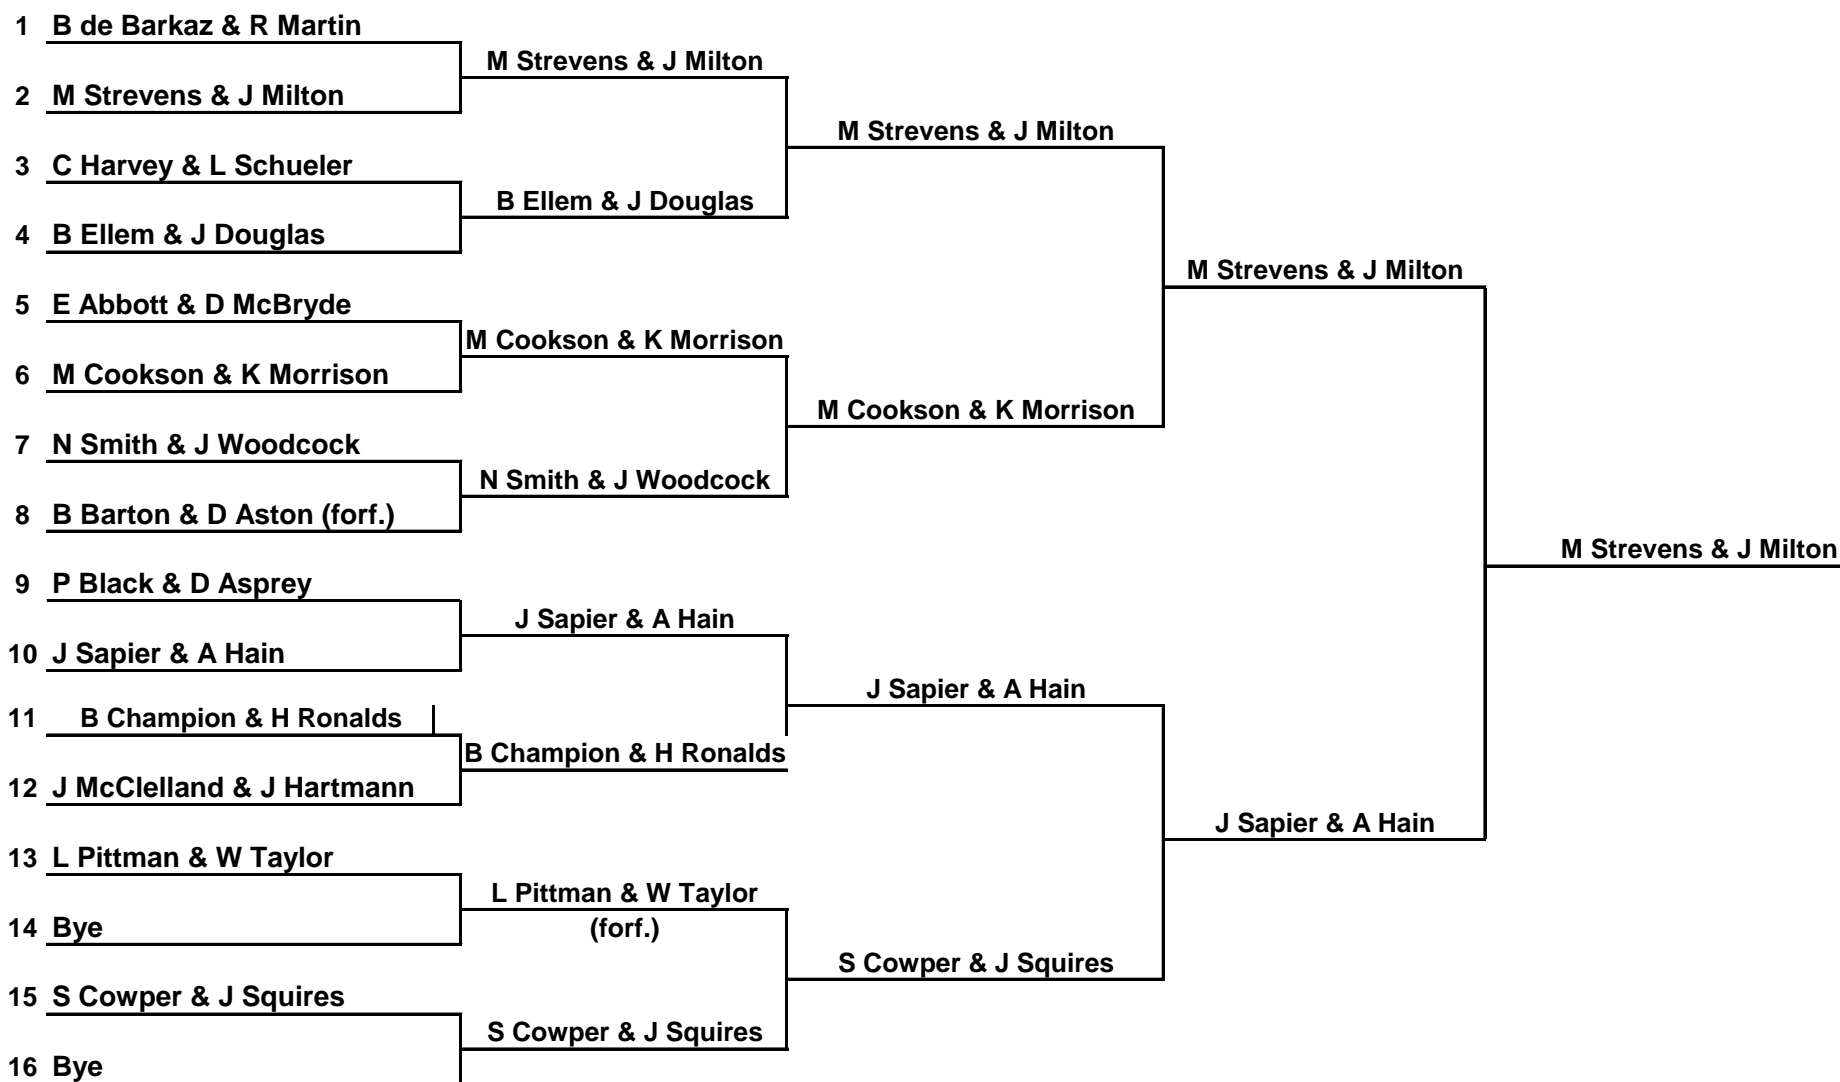 1 B de Barkaz & R Martin
M Strevens & J Milton
2 M Strevens & J Milton
M Strevens & J Milton
3 C Harvey & L Schueler
B Ellem & J Douglas
4 B Ellem & J Douglas
M Strevens & J Milton
5 E Abbott & D McBryde
M Cookson & K Morrison
6 M Cookson & K Morrison
M Cookson & K Morrison
7 N Smith & J Woodcock
N Smith & J Woodcock
8 B Barton & D Aston (forf.)
M Strevens & J Milton
9 P Black & D Asprey
J Sapier & A Hain
10 J Sapier & A Hain
J Sapier & A Hain
11 B Champion & H Ronalds
B Champion & H Ronalds
12 J McClelland & J Hartmann
J Sapier & A Hain
13 L Pittman & W Taylor
L Pittman & W Taylor
14 Bye
(forf.)
S Cowper & J Squires
15 S Cowper & J Squires
S Cowper & J Squires
16 Bye